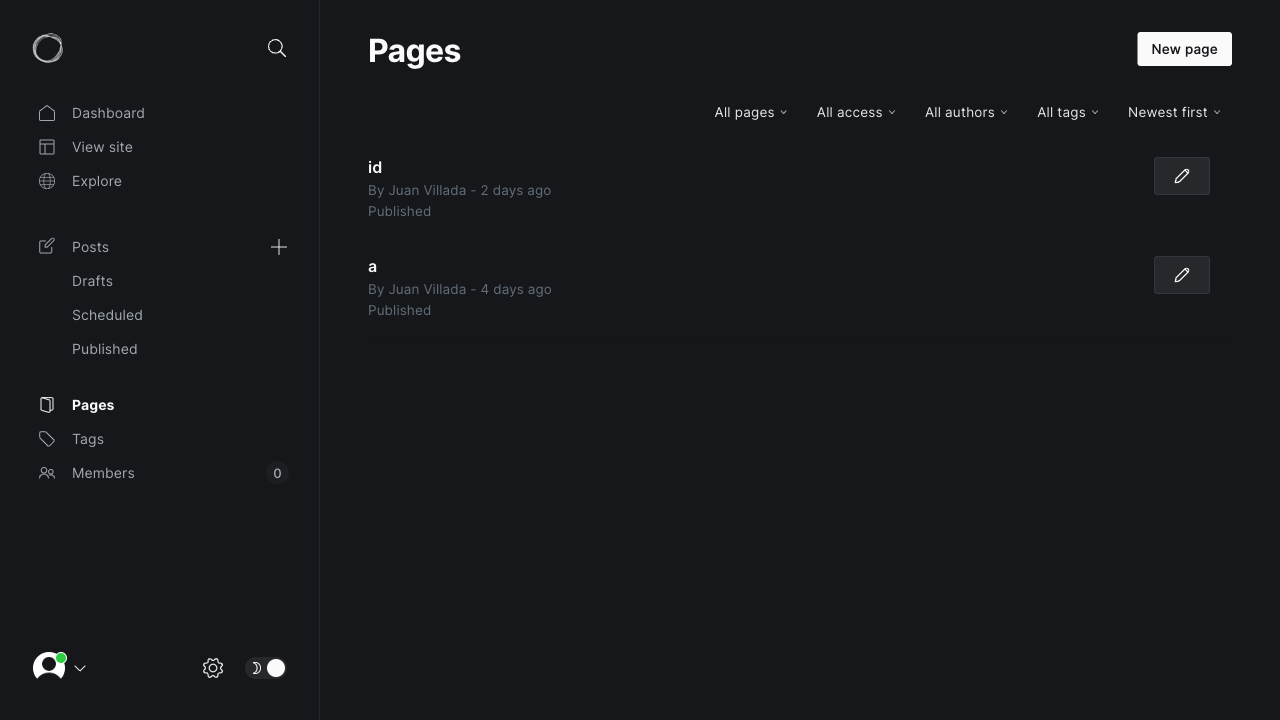 Pages
New page
Dashboard
View site
Explore
Posts
Drafts
Scheduled
Published
Pages
Tags
Members 0
All pages All access All authors All tags Newest first
id
By Juan Villada - 2 days ago
Published
a
By Juan Villada - 4 days ago
Published